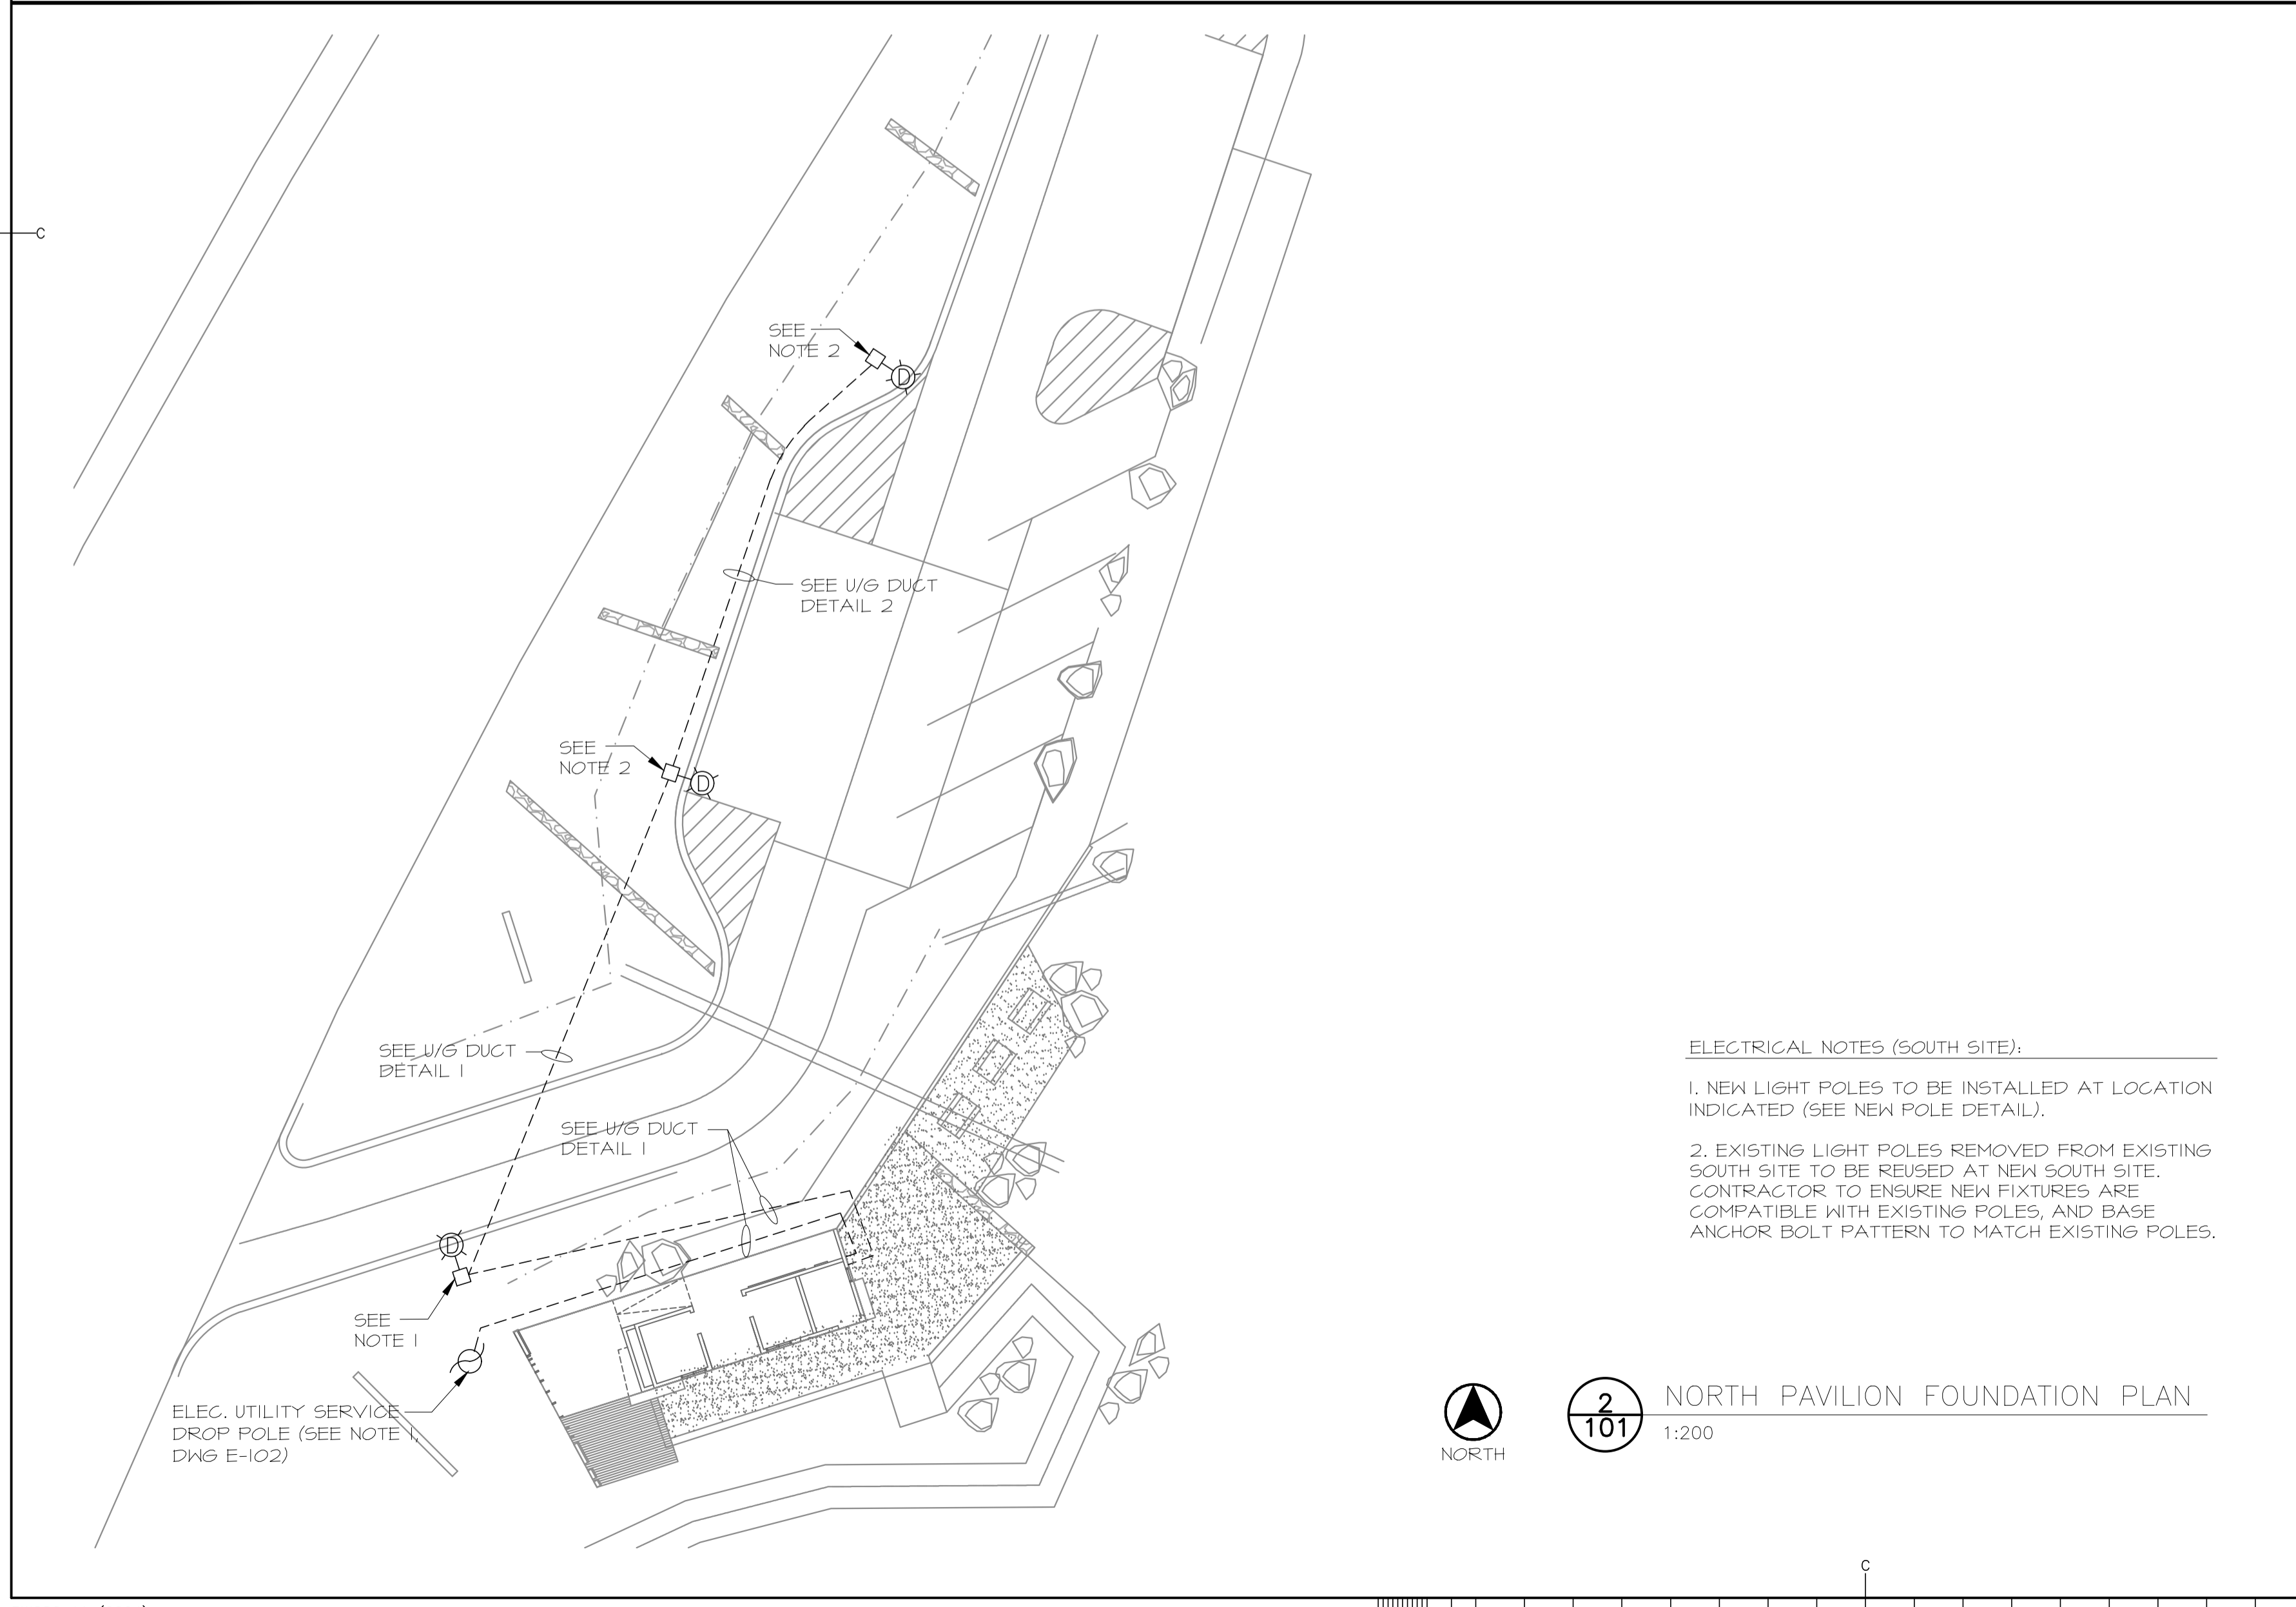 C
SEE
NOTE 2
D
SEE U/G DUCT
DETAIL 2
SEE
NOTE 2
D
SEE U/G DUCT
DETAIL 1
SEE U/G DUCT
DETAIL 1
D
SEE
NOTE 1
ELEC. UTILITY SERVICE
DROP POLE (SEE NOTE 1,
DWG E-102)
ELECTRICAL NOTES (SOUTH SITE):
1. NEW LIGHT POLES TO BE INSTALLED AT LOCATION
INDICATED (SEE NEW POLE DETAIL).
2. EXISTING LIGHT POLES REMOVED FROM EXISTING
SOUTH SITE TO BE REUSED AT NEW SOUTH SITE.
CONTRACTOR TO ENSURE NEW FIXTURES ARE
COMPATIBLE WITH EXISTING POLES, AND BASE
ANCHOR BOLT PATTERN TO MATCH EXISTING POLES.
NORTH
2
101
NORTH PAVILION FOUNDATION PLAN
1:200
C